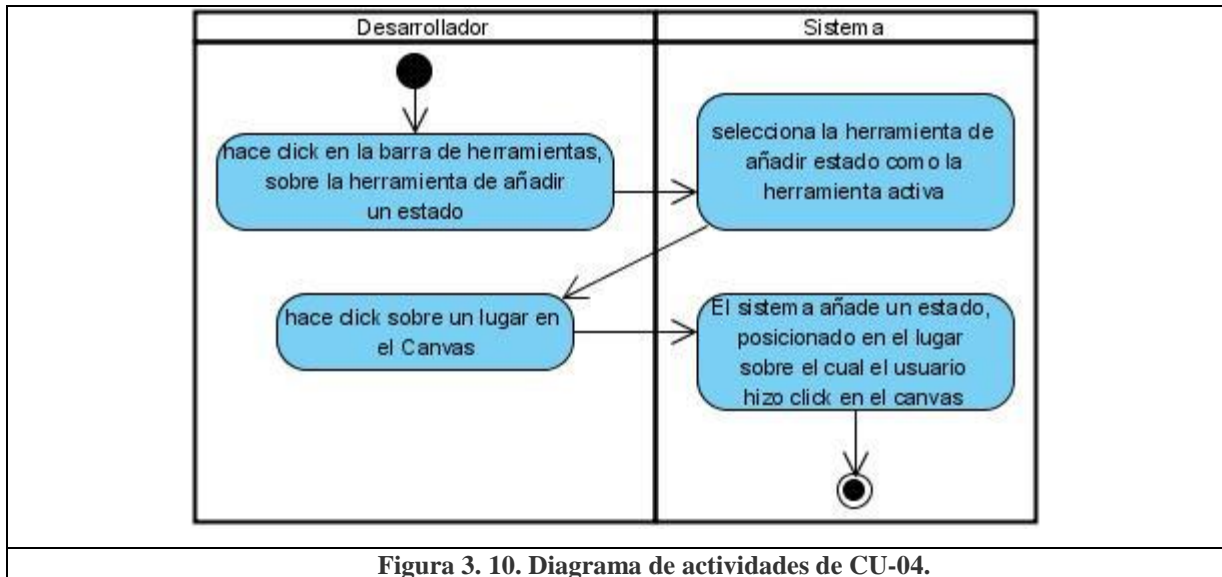 Desarrollador
Sistema
hace click en la barra de herramientas,
sobre la herramienta de añadir
un estado
selecciona la herramienta de
añadir estado como la
herramienta activa
hace click sobre un lugar en
el Canvas
El sistema añade un estado,
posicionado en el lugar
sobre el cual el usuario
hizo click en el canvas
Figura 3. 10. Diagrama de actividades de CU-04.